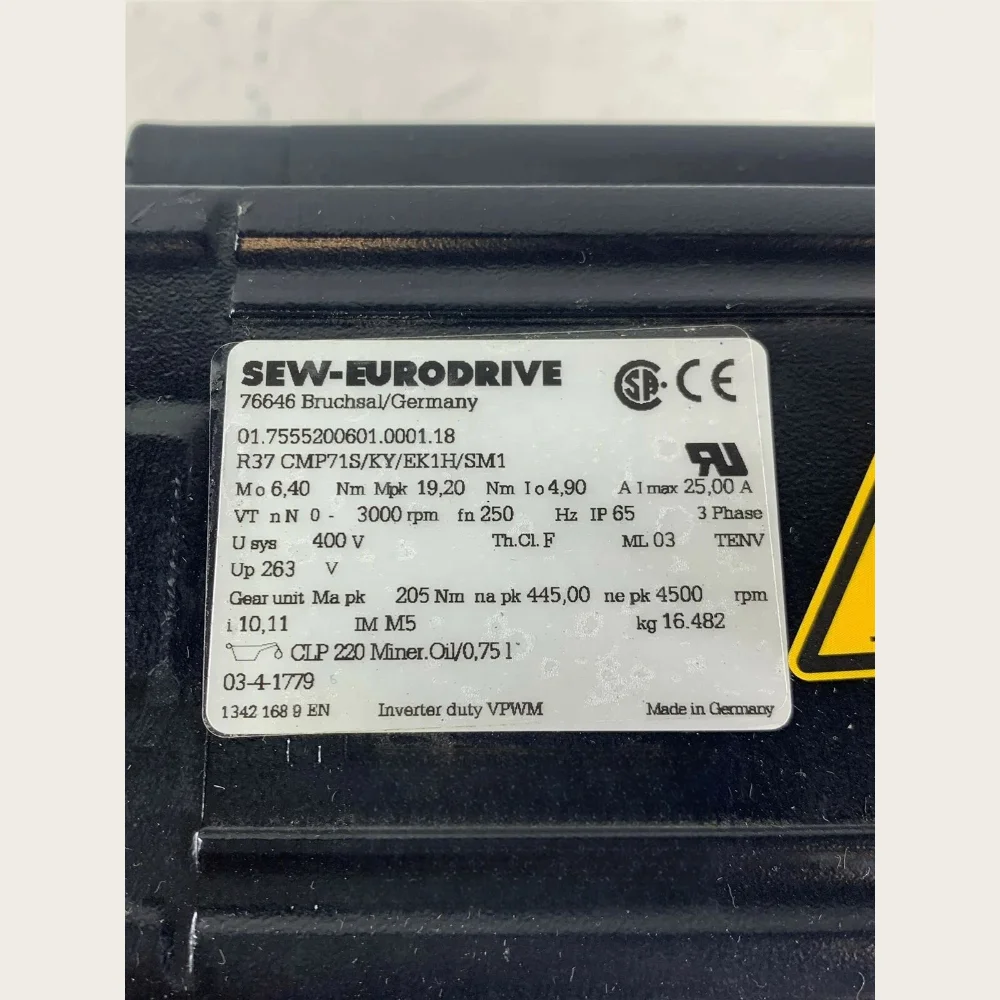 SEW-EURODRIVE
76646 Bruchsal/Germany
01.7555200601.0001.18
R37 CMP71S/KY/EK1H/SM1
Mo 6,40 Nm Mpk 19,20 Nm Io 4,90 A Imax 25,00 A
VT nN 0 - 3000 rpm fn 250 Hz IP 65 3 Phase
U sys 400 V Th.Cl. F ML 03 TENV
Up 263 V
Gear unit Ma pk 205 Nm na pk 445,00 ne pk 4500 rpm
i 10,11 IM M5 kg 16.482
CLP 220 Miner.Oil/0,75 l
03-4-1779
1342 168 9 EN Inverter duty VPWM Made in Germany
SA
CE
RU